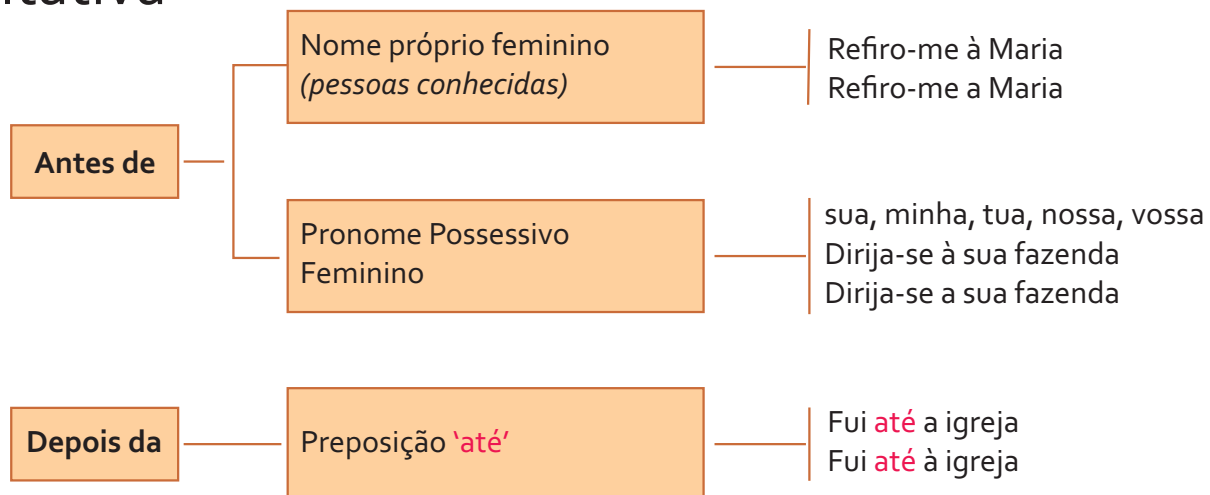 Nome próprio feminino
(pessoas conhecidas)
Refiro-me à Maria
Refiro-me a Maria
Antes de
Pronome Possessivo
Feminino
sua, minha, tua, nossa, vossa
Dirija-se à sua fazenda
Dirija-se a sua fazenda
Depois da
Preposição ‘até’
Fui até a igreja
Fui até à igreja